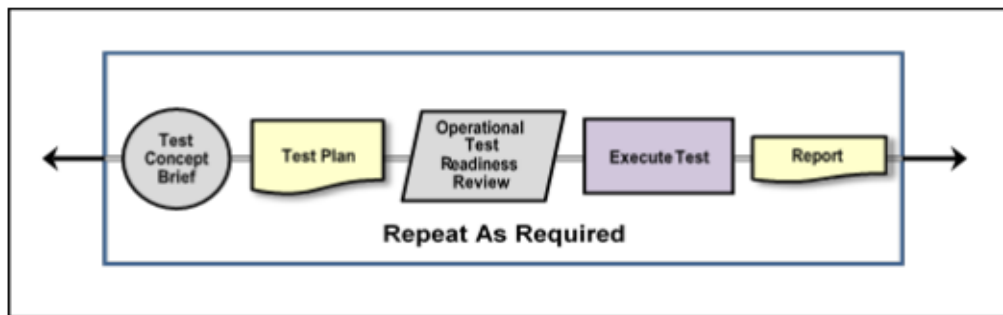 Test
Concept
Brief
Test Plan
Operational
Test
Readiness
Review
Execute Test
Report
Repeat As Required